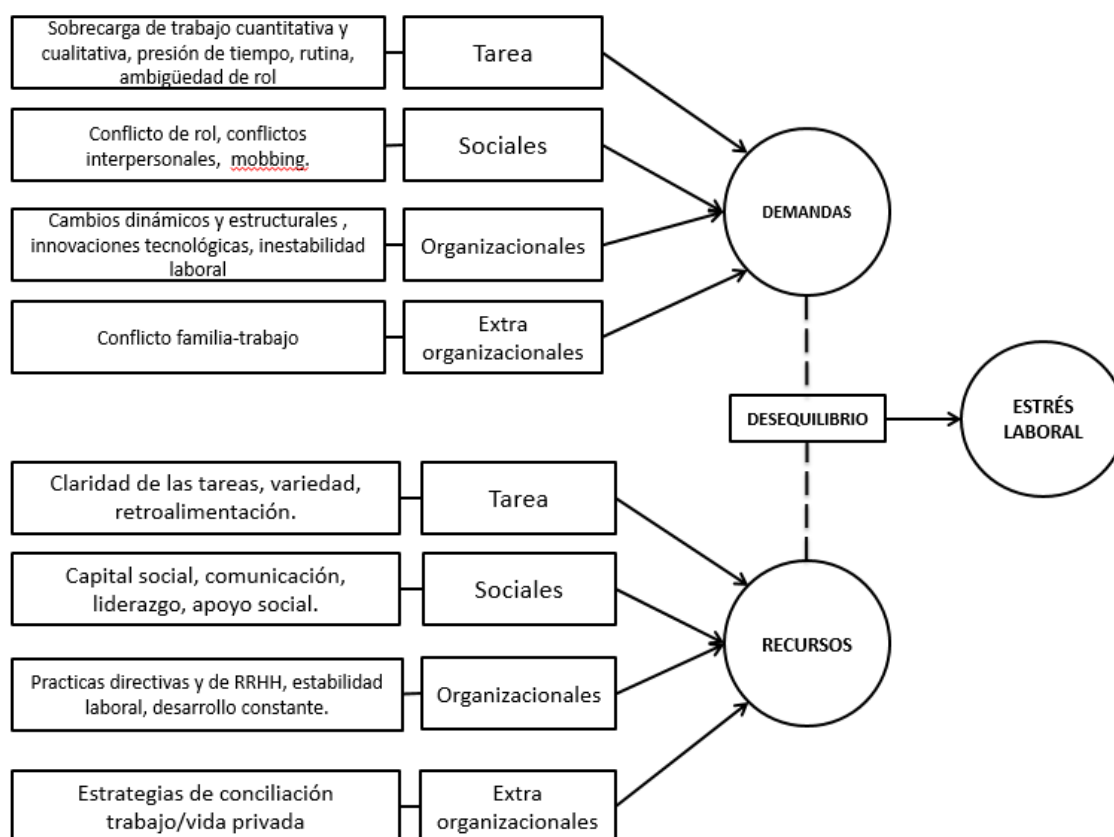 Sobrecarga de trabajo cuantitativa y
cualitativa, presión de tiempo, rutina,
ambigüedad de rol
Tarea
Conflicto de rol, conflictos
interpersonales, mobbing.
Sociales
DEMANDAS
Cambios dinámicos y estructurales ,
innovaciones tecnológicas, inestabilidad
laboral
Organizacionales
Conflicto familia-trabajo
Extra
organizacionales
DESEQUILIBRIO
ESTRÉS
LABORAL
Claridad de las tareas, variedad,
retroalimentación.
Tarea
Capital social, comunicación,
liderazgo, apoyo social.
Sociales
RECURSOS
Practicas directivas y de RRHH, estabilidad
laboral, desarrollo constante.
Organizacionales
Estrategias de conciliación
trabajo/vida privada
Extra
organizacionales